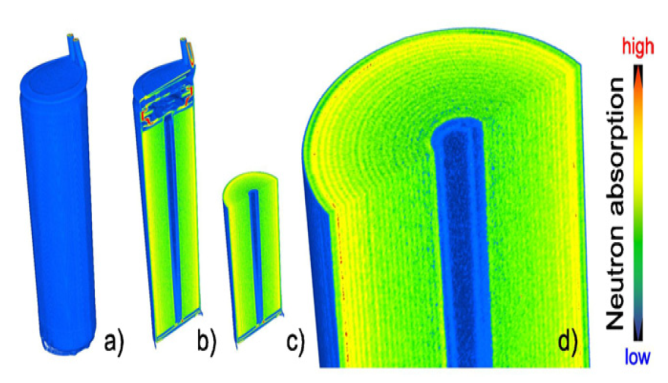 a)
b)
c)
d)
high
Neutron absorption
low